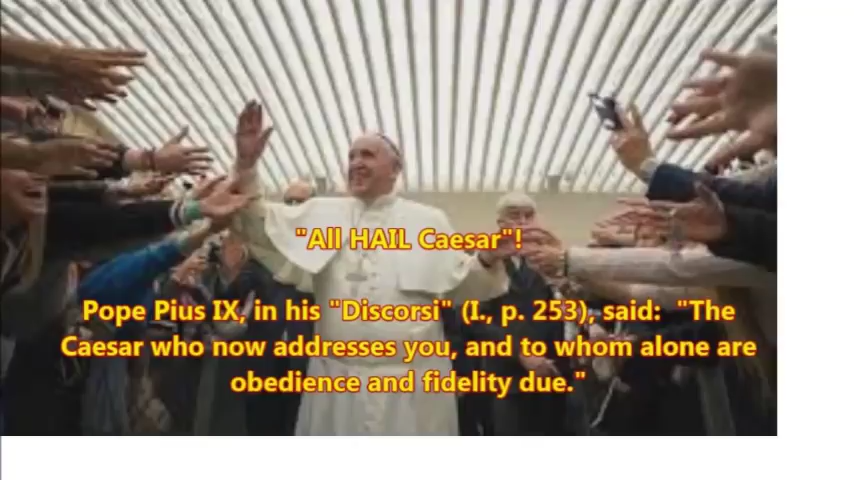 "All HAIL Caesar"!
Pope Pius IX, in his "Discorsi" (I., p. 253), said: "The
Caesar who now addresses you, and to whom alone are
obedience and fidelity due."